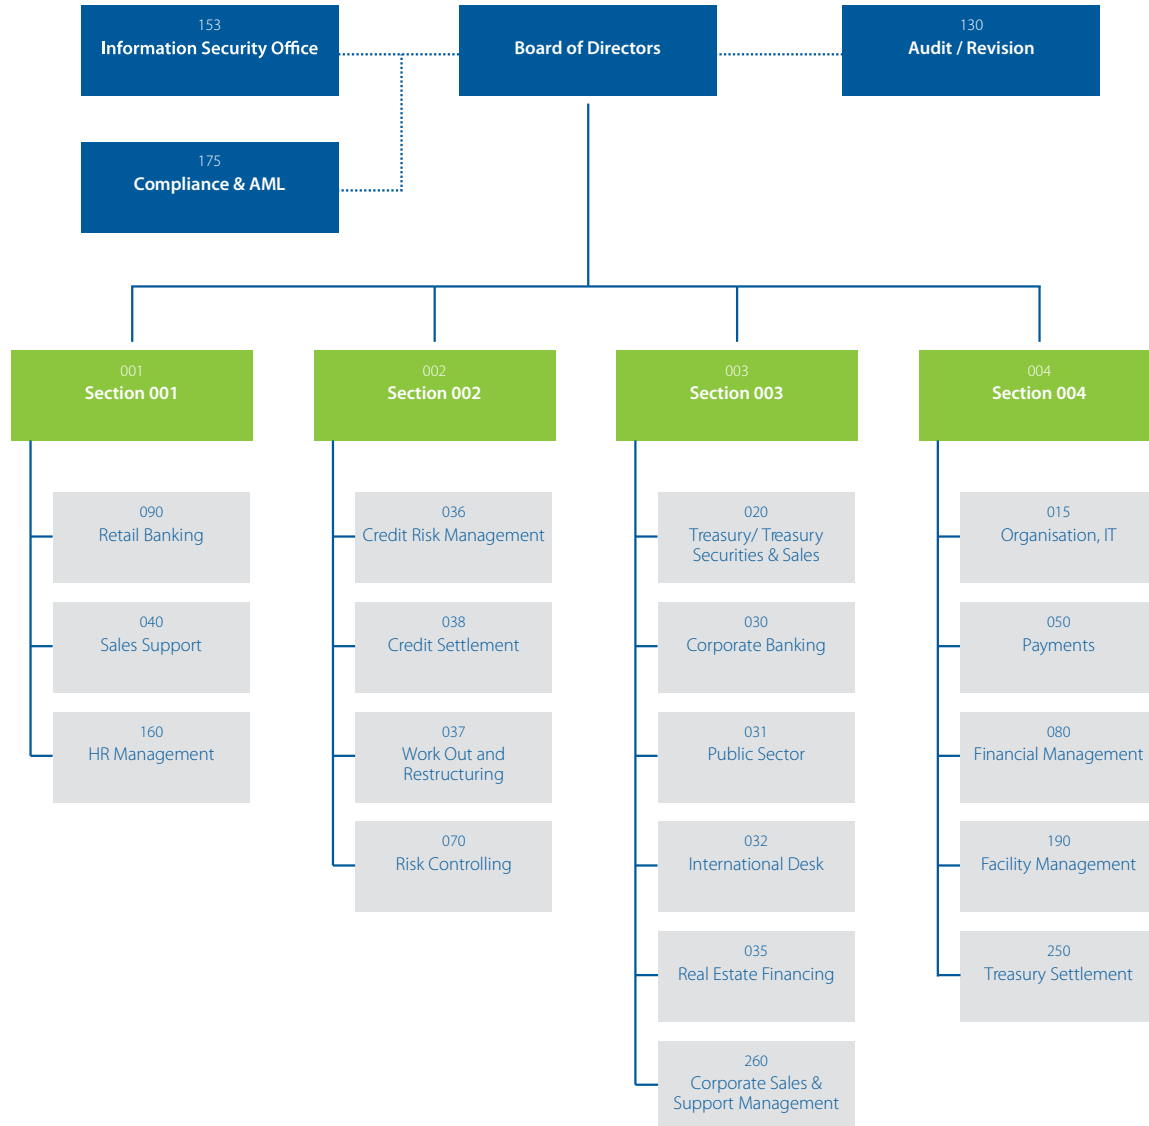 153
Information Security Office
Board of Directors
130
Audit / Revision
175
Compliance & AML
001
Section 001
002
Section 002
003
Section 003
004
Section 004
090
Retail Banking
040
Sales Support
160
HR Management
036
Credit Risk Management
038
Credit Settlement
037
Work Out and
Restructuring
070
Risk Controlling
020
Treasury/ Treasury
Securities & Sales
030
Corporate Banking
031
Public Sector
032
International Desk
035
Real Estate Financing
260
Corporate Sales &
Support Management
015
Organisation, IT
050
Payments
080
Financial Management
190
Facility Management
250
Treasury Settlement